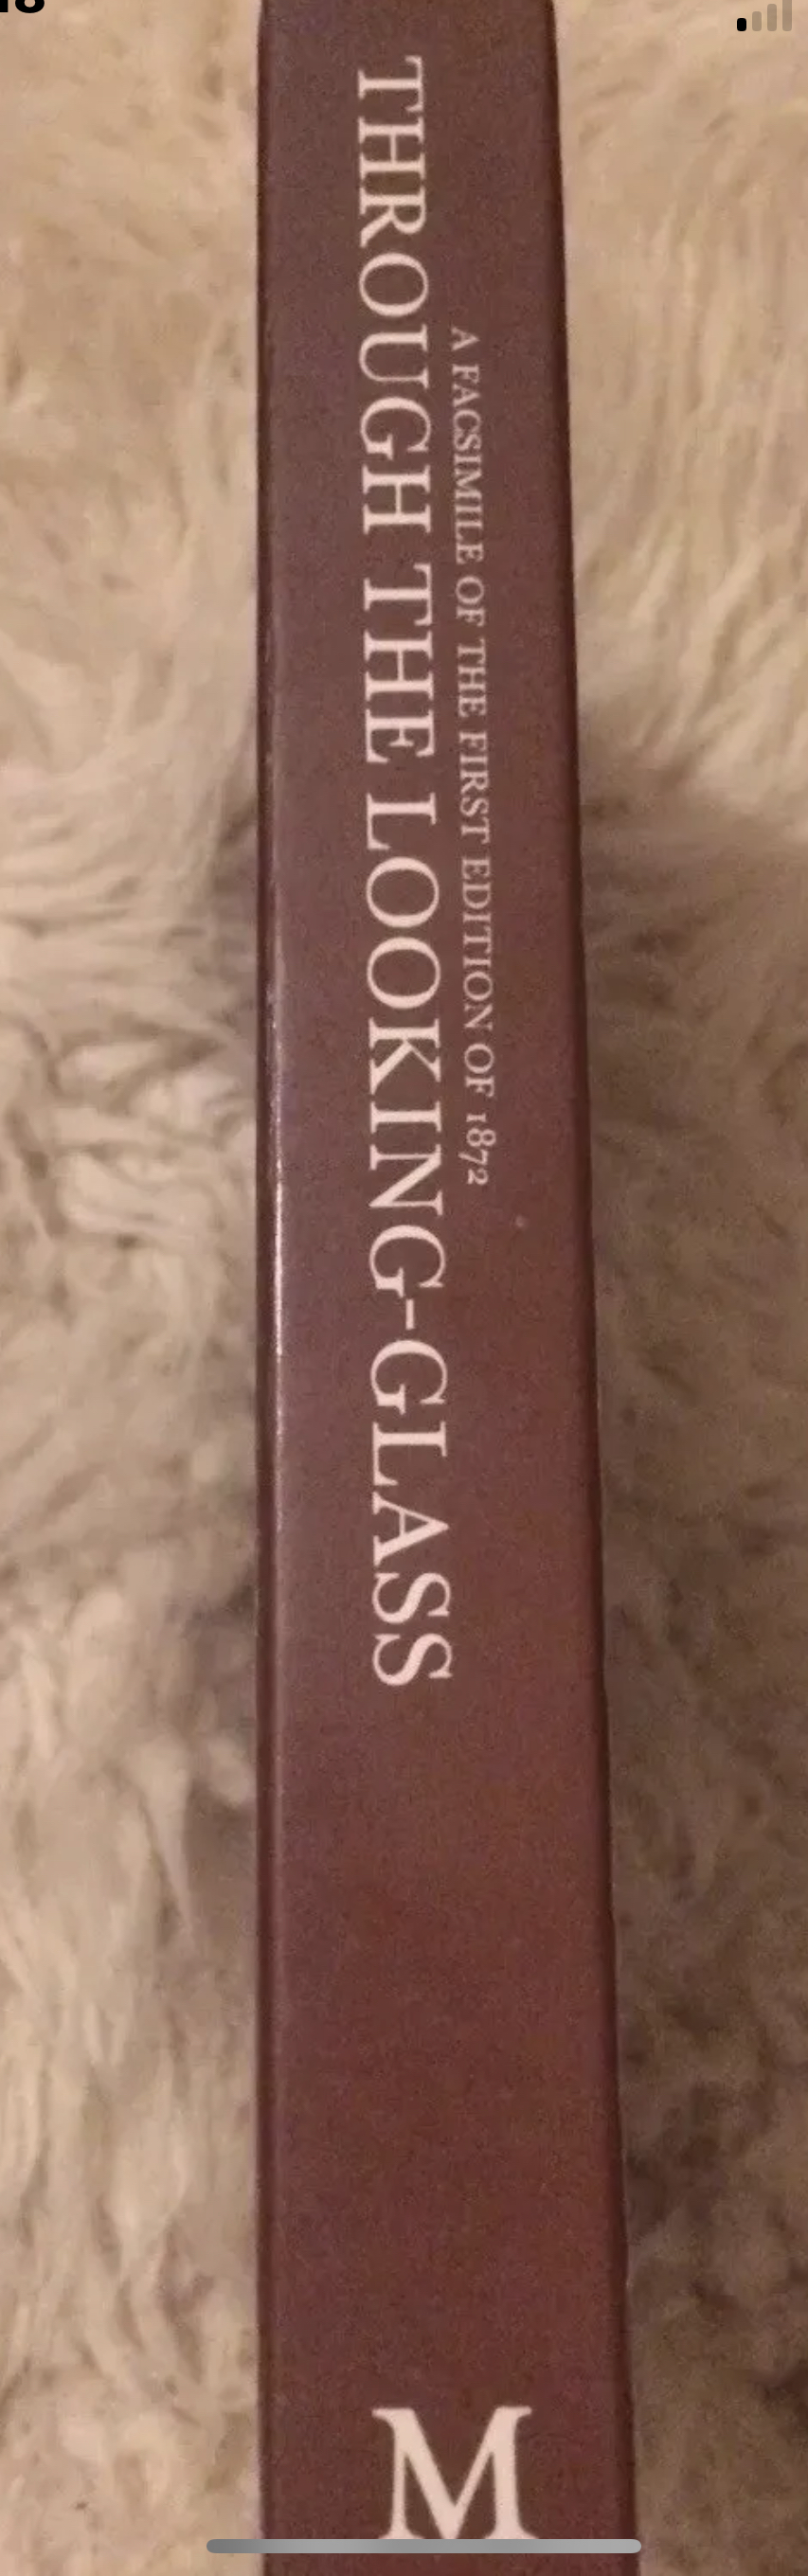 A FACSIMILE OF THE FIRST EDITION OF 1872
THROUGH THE LOOKING-GLASS
M